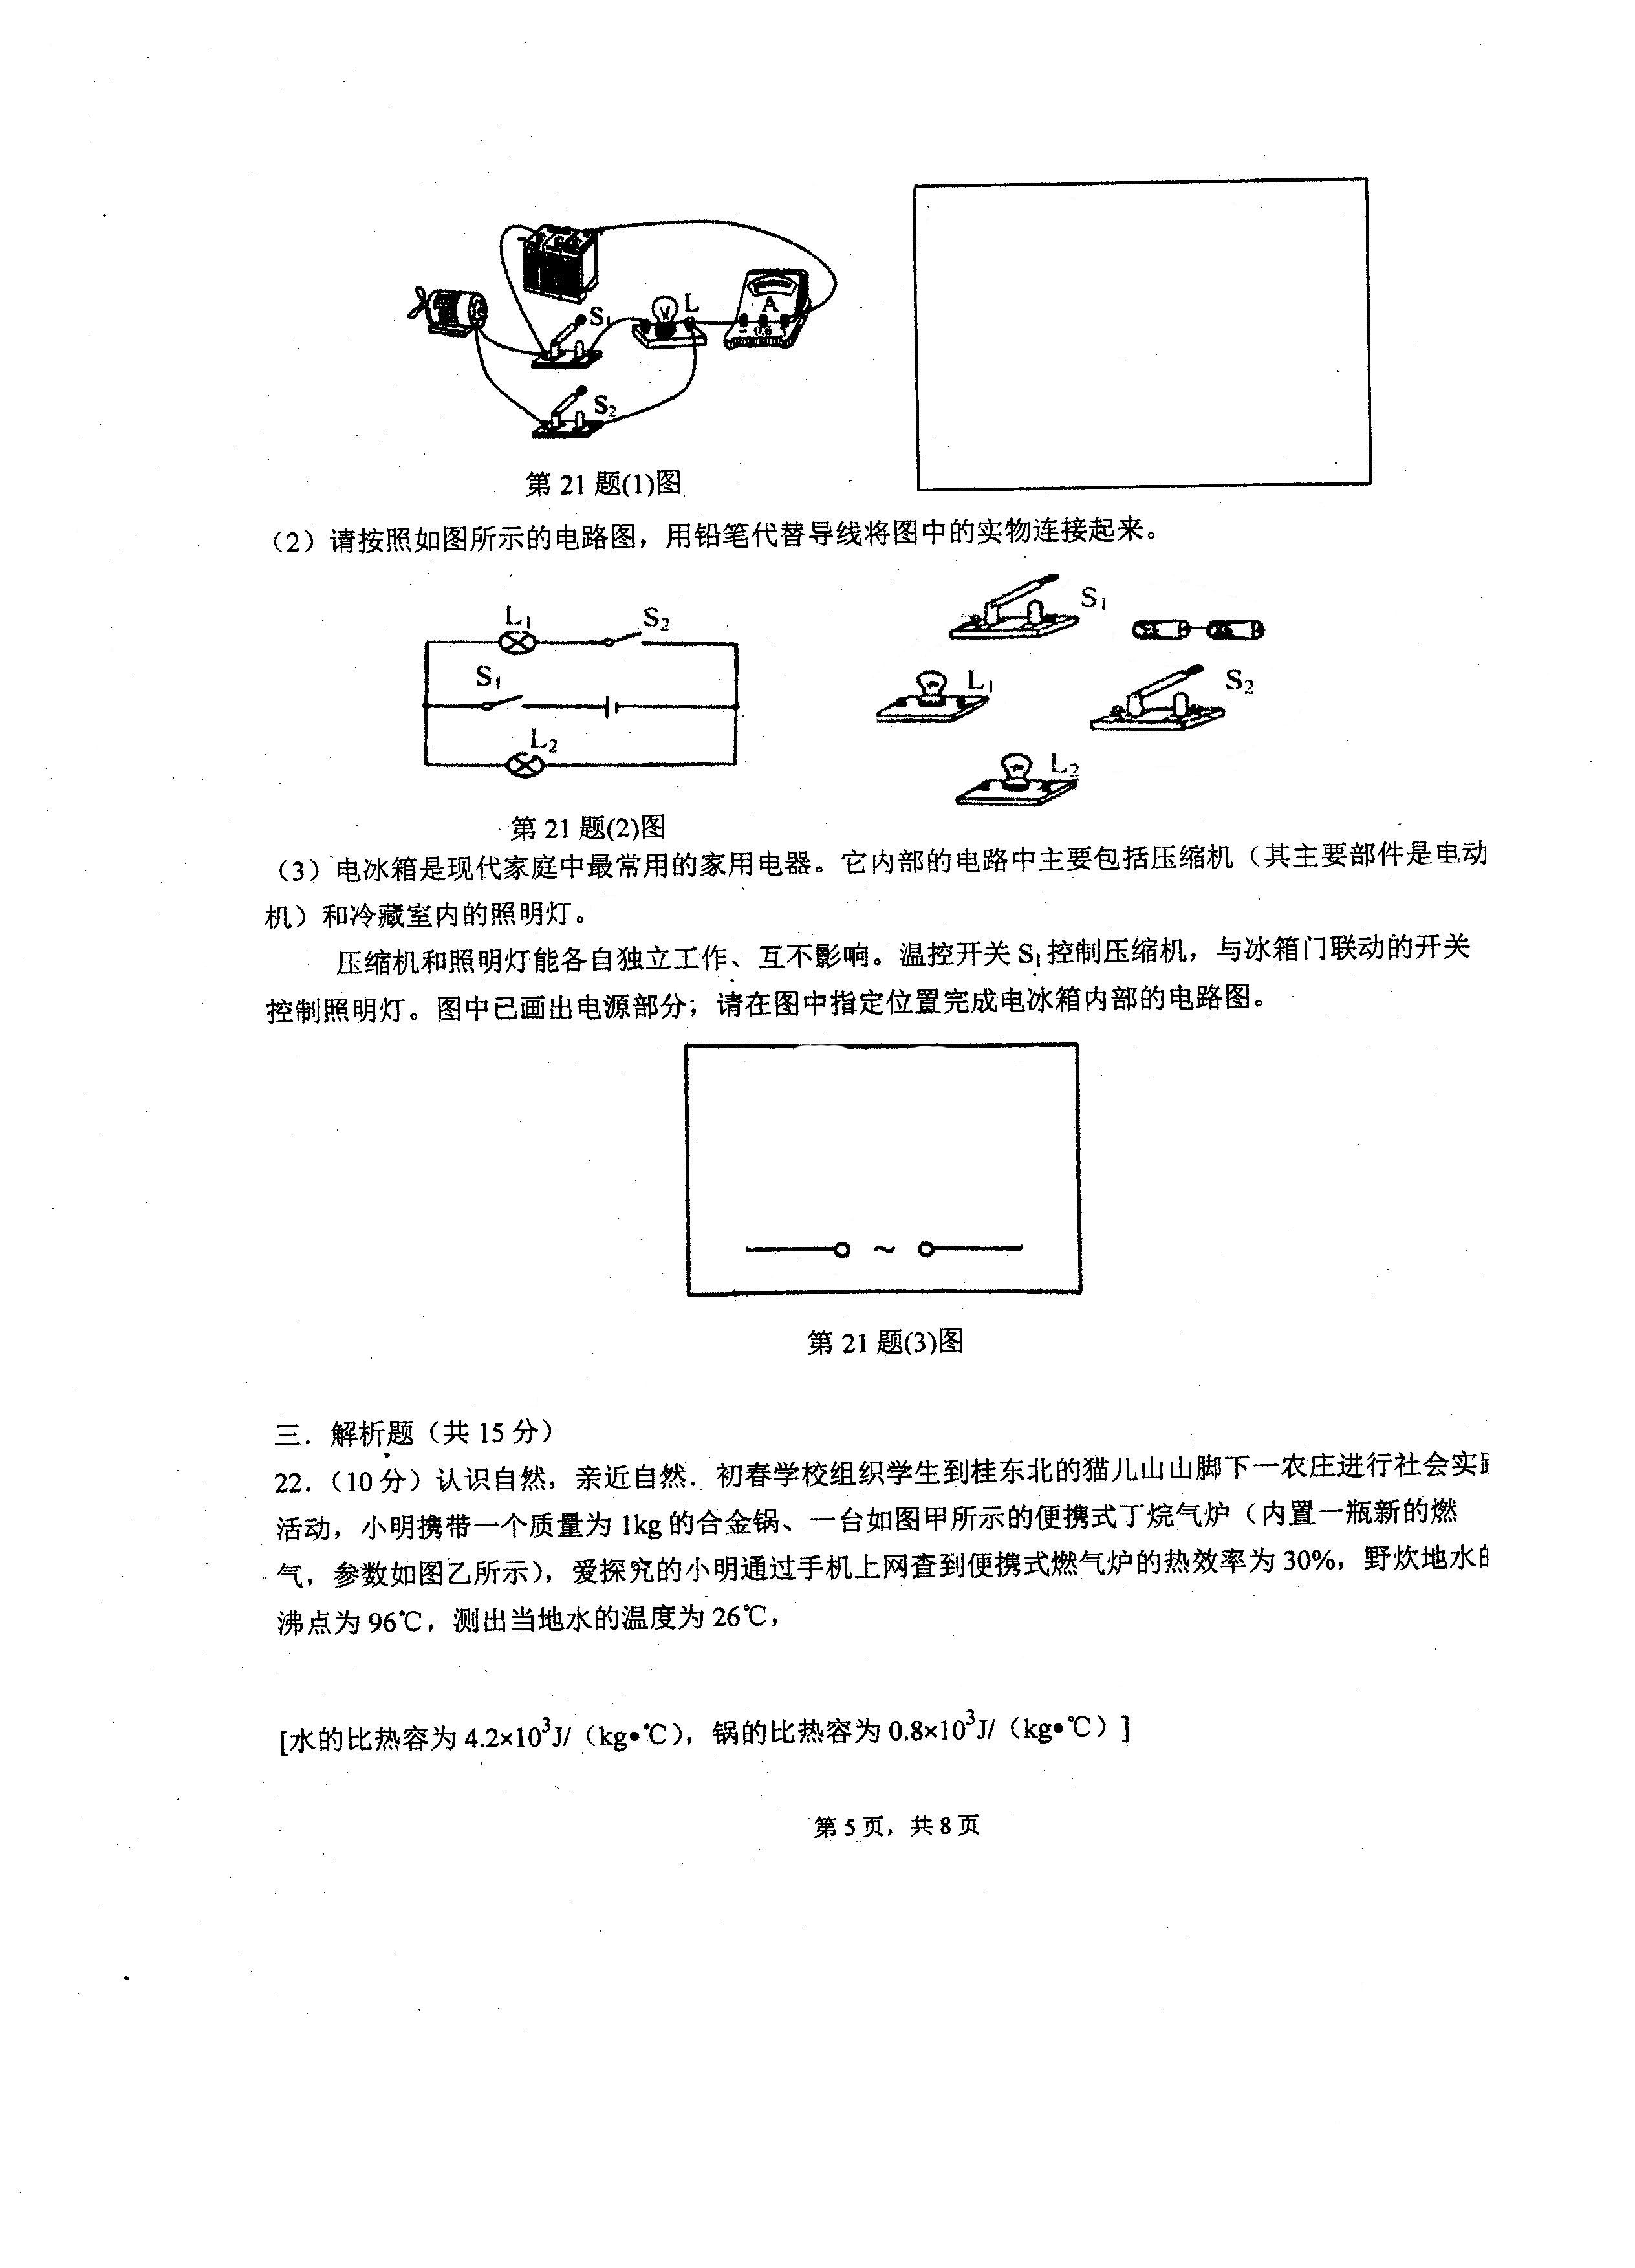 S₁
L
A
- 0.6 3
S₂
第 21 题(1)图
（2）请按照如图所示的电路图，用铅笔代替导线将图中的实物连接起来。
L₁
S₂
S₁
L₂
S₁
L₁
S₂
L₂
第 21 题(2)图
（3）电冰箱是现代家庭中最常用的家用电器。它内部的电路中主要包括压缩机（其主要部件是电动
机）和冷藏室内的照明灯。
压缩机和照明灯能各自独立工作、互不影响。温控开关 S₁控制压缩机，与冰箱门联动的开关
控制照明灯。图中已画出电源部分；请在图中指定位置完成电冰箱内部的电路图。
~
第 21 题(3)图
三．解析题（共 15 分）
22.（10 分）认识自然，亲近自然．初春学校组织学生到桂东北的猫儿山山脚下一农庄进行社会实
活动，小明携带一个质量为 1kg 的合金锅、一台如图甲所示的便携式丁烷气炉（内置一瓶新的燃
气，参数如图乙所示），爱探究的小明通过手机上网查到便携式燃气炉的热效率为 30%，野炊地水
沸点为 96℃，测出当地水的温度为 26℃，
[水的比热容为 4.2×10³J/（kg•℃），锅的比热容为 0.8×10³J/（kg•℃）]
第 5 页，共 8 页